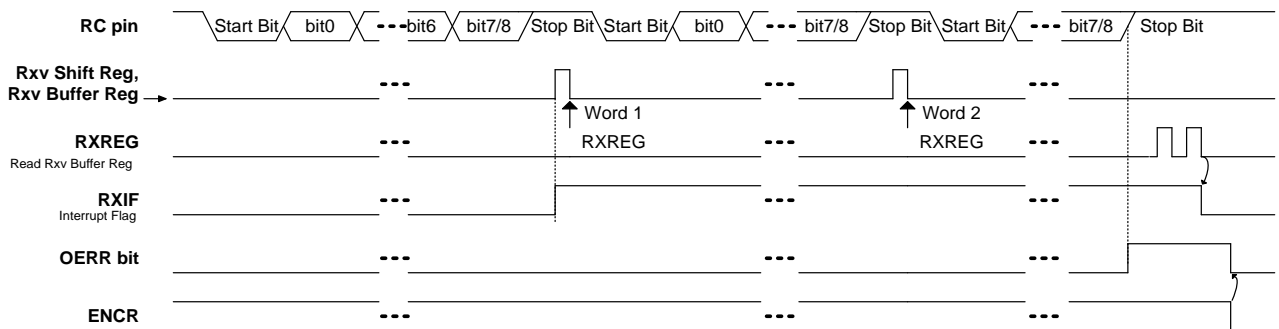 RC pin Start Bit bit0 bit6 bit7/8 Stop Bit Start Bit bit0 bit7/8 Stop Bit Start Bit bit7/8 Stop Bit
Rxv Shift Reg,
Rxv Buffer Reg
Word 1 Word 2
RXREG RXREG RXREG
Read Rxv Buffer Reg
RXIF
Interrupt Flag
OERR bit
ENCR